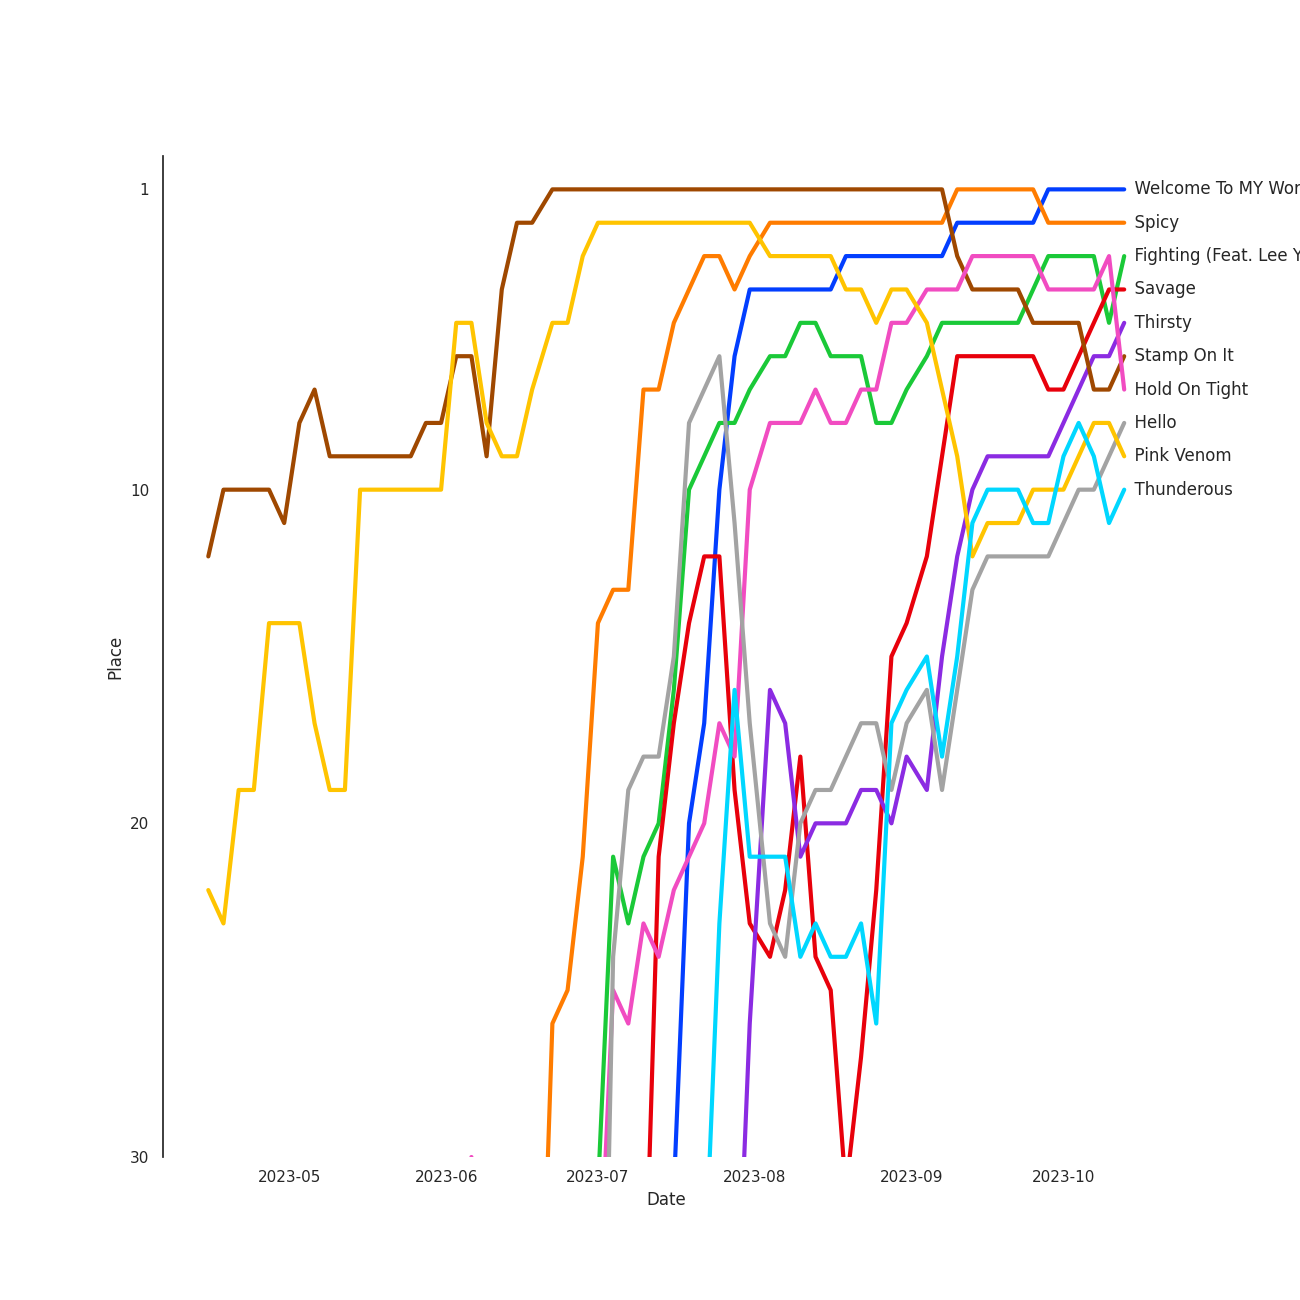 1
10
20
30
Place
2023-05
2023-06
2023-07
2023-08
2023-09
2023-10
Date
Welcome To MY Wor
Spicy
Fighting (Feat. Lee Y
Savage
Thirsty
Stamp On It
Hold On Tight
Hello
Pink Venom
Thunderous